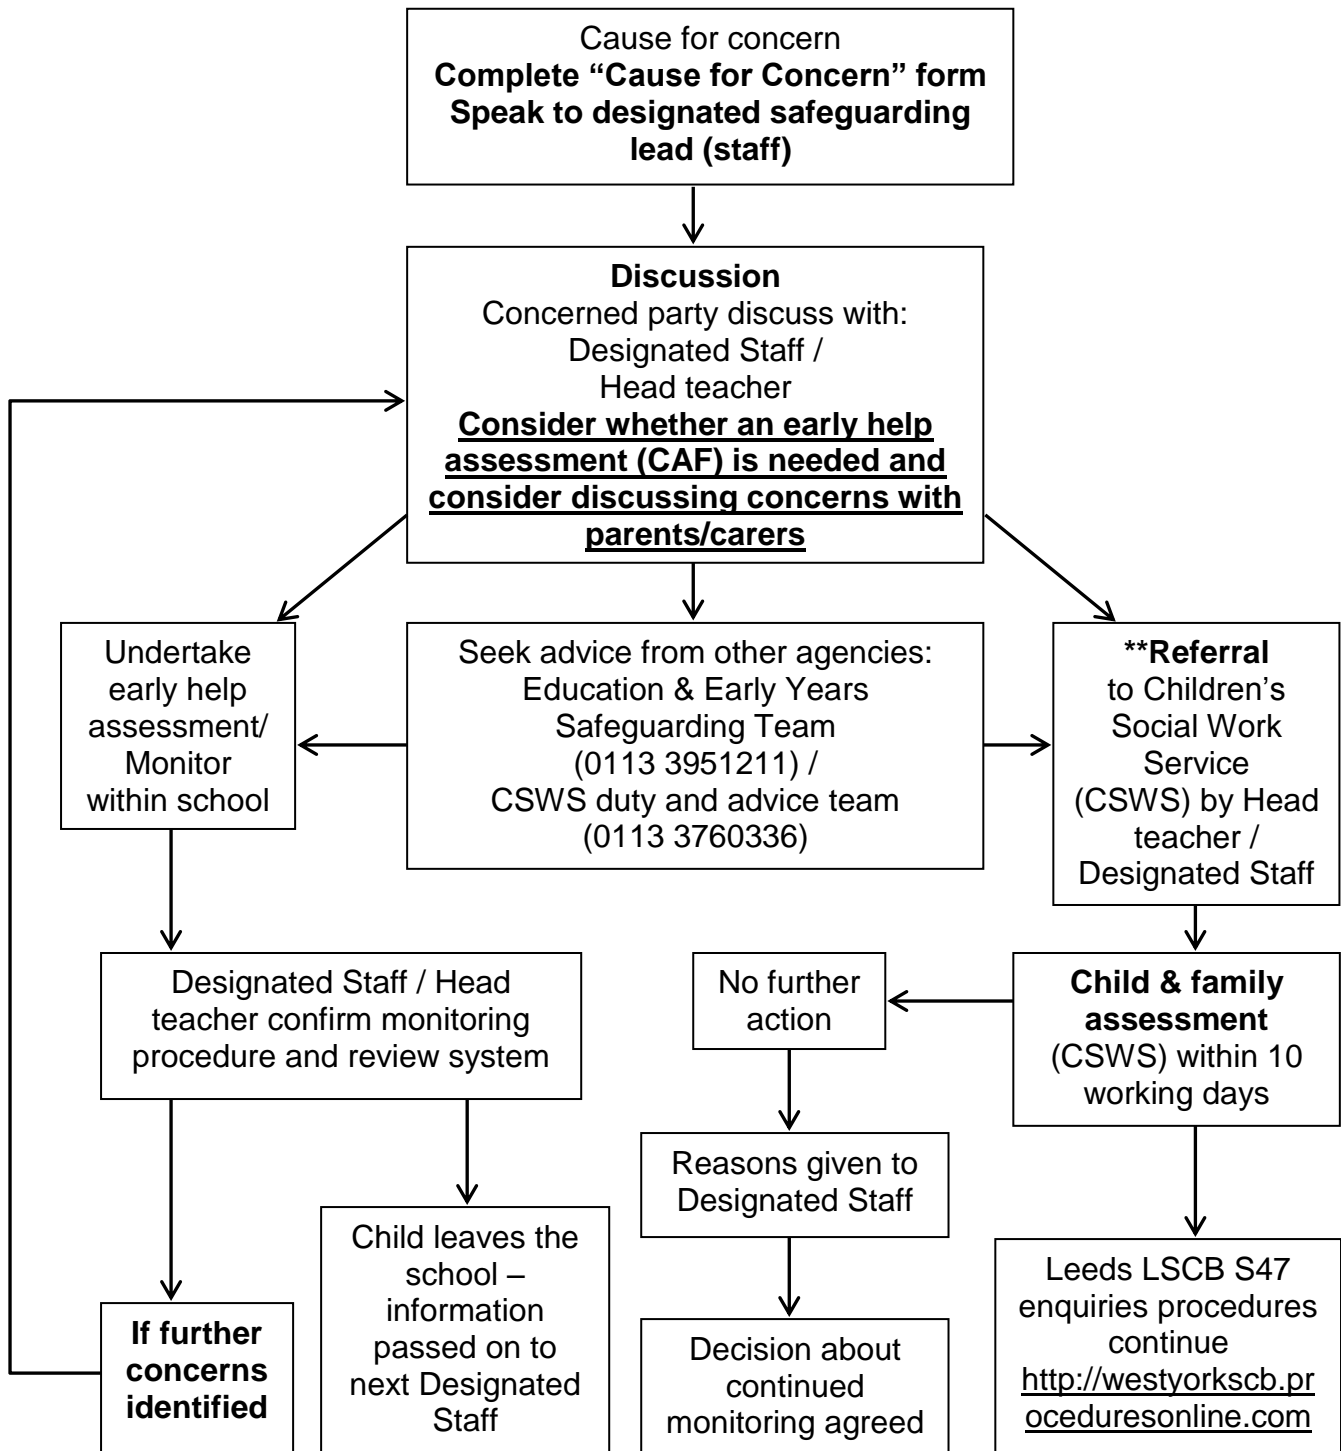 Cause for concern
Complete “Cause for Concern” form
Speak to designated safeguarding
lead (staff)
Discussion
Concerned party discuss with:
Designated Staff /
Head teacher
Consider whether an early help
assessment (CAF) is needed and
consider discussing concerns with
parents/carers
Undertake
early help
assessment/
Monitor
within school
Seek advice from other agencies:
Education & Early Years
Safeguarding Team
(0113 3951211) /
CSWS duty and advice team
(0113 3760336)
**Referral
to Children’s
Social Work
Service
(CSWS) by Head
teacher /
Designated Staff
Designated Staff / Head
teacher confirm monitoring
procedure and review system
No further
action
Child & family
assessment
(CSWS) within 10
working days
Reasons given to
Designated Staff
If further
concerns
identified
Child leaves the
school –
information
passed on to
next Designated
Staff
Decision about
continued
monitoring agreed
Leeds LSCB S47
enquiries procedures
continue
http://westyorkscb.pr
oceduresonline.com